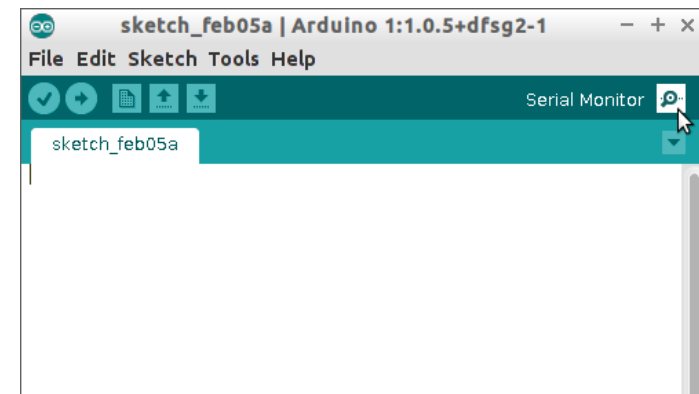 sketch_feb05a | Arduino 1:1.0.5+dfsg2-1
File Edit Sketch Tools Help
Serial Monitor
sketch_feb05a